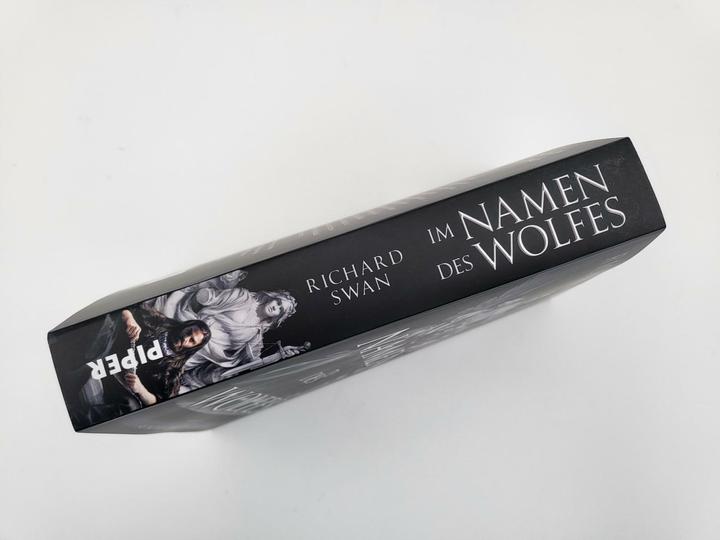 RICHARD
SWAN
IM NAMEN
DES WOLFES
PIPER